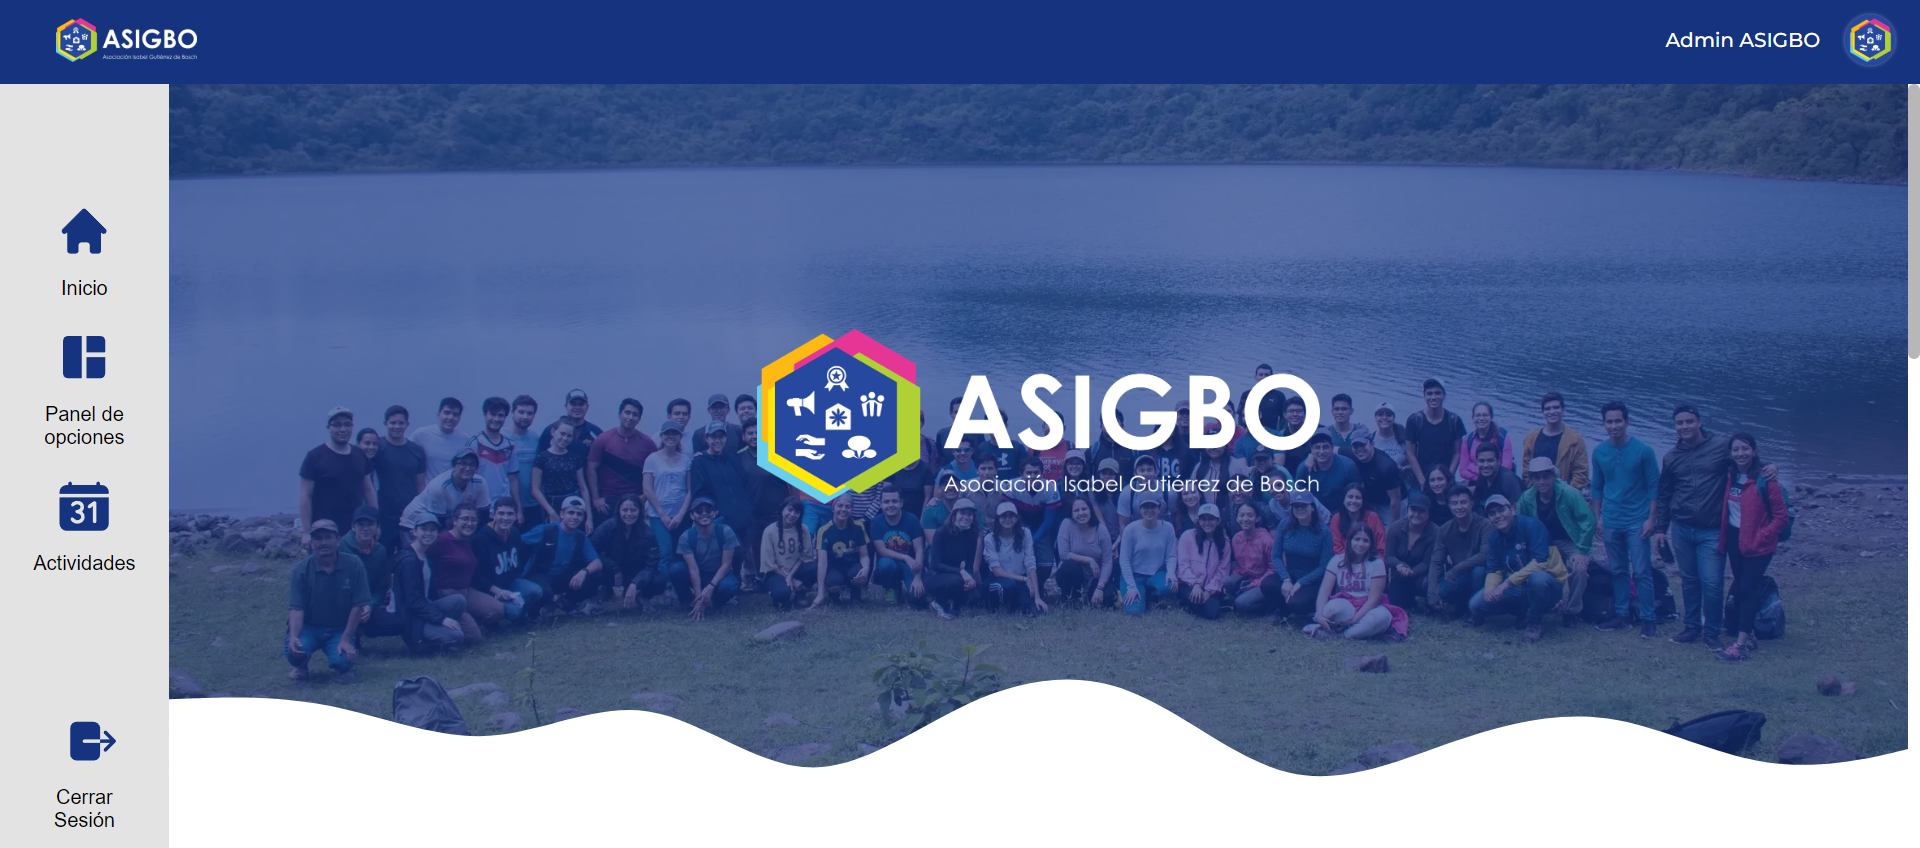 ASIGBO
Asociación Isabel Gutiérrez de Bosch
Admin ASIGBO
Inicio
Panel de
opciones
31
Actividades
Cerrar
Sesión
ASIGBO
Asociación Isabel Gutiérrez de Bosch